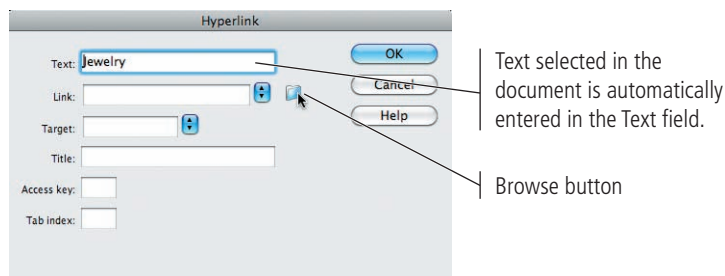 Hyperlink
Text: Jewelry
OK
Link:
Cancel
Target:
Help
Title:
Access key:
Tab index:
Text selected in the
document is automatically
entered in the Text field.
Browse button